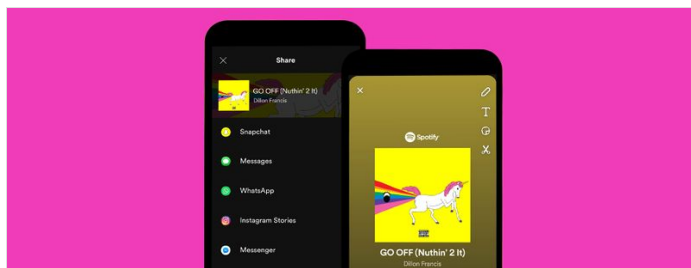 Share
GO OFF (Nuthin' 2 It)
Dillon Francis
Snapchat
Messages
WhatsApp
Instagram Stories
Messenger
T
Spotify
GO OFF (Nuthin' 2 It)
Dillon Francis